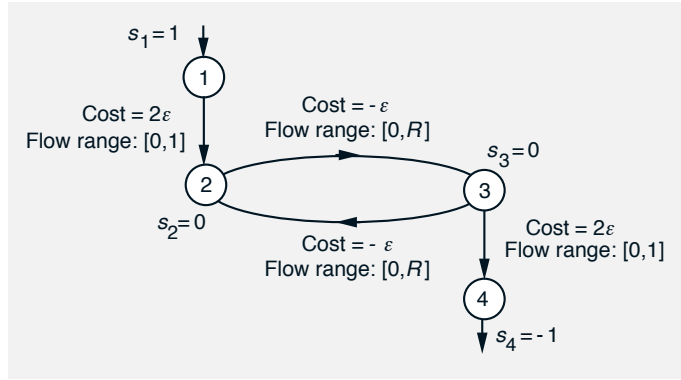 s₁=1
1
Cost = 2ε
Flow range: [0,1]
Cost = - ε
Flow range: [0,R]
s₃=0
2
3
s₂=0
Cost = - ε
Flow range: [0,R]
Cost = 2ε
Flow range: [0,1]
4
s₄=-1